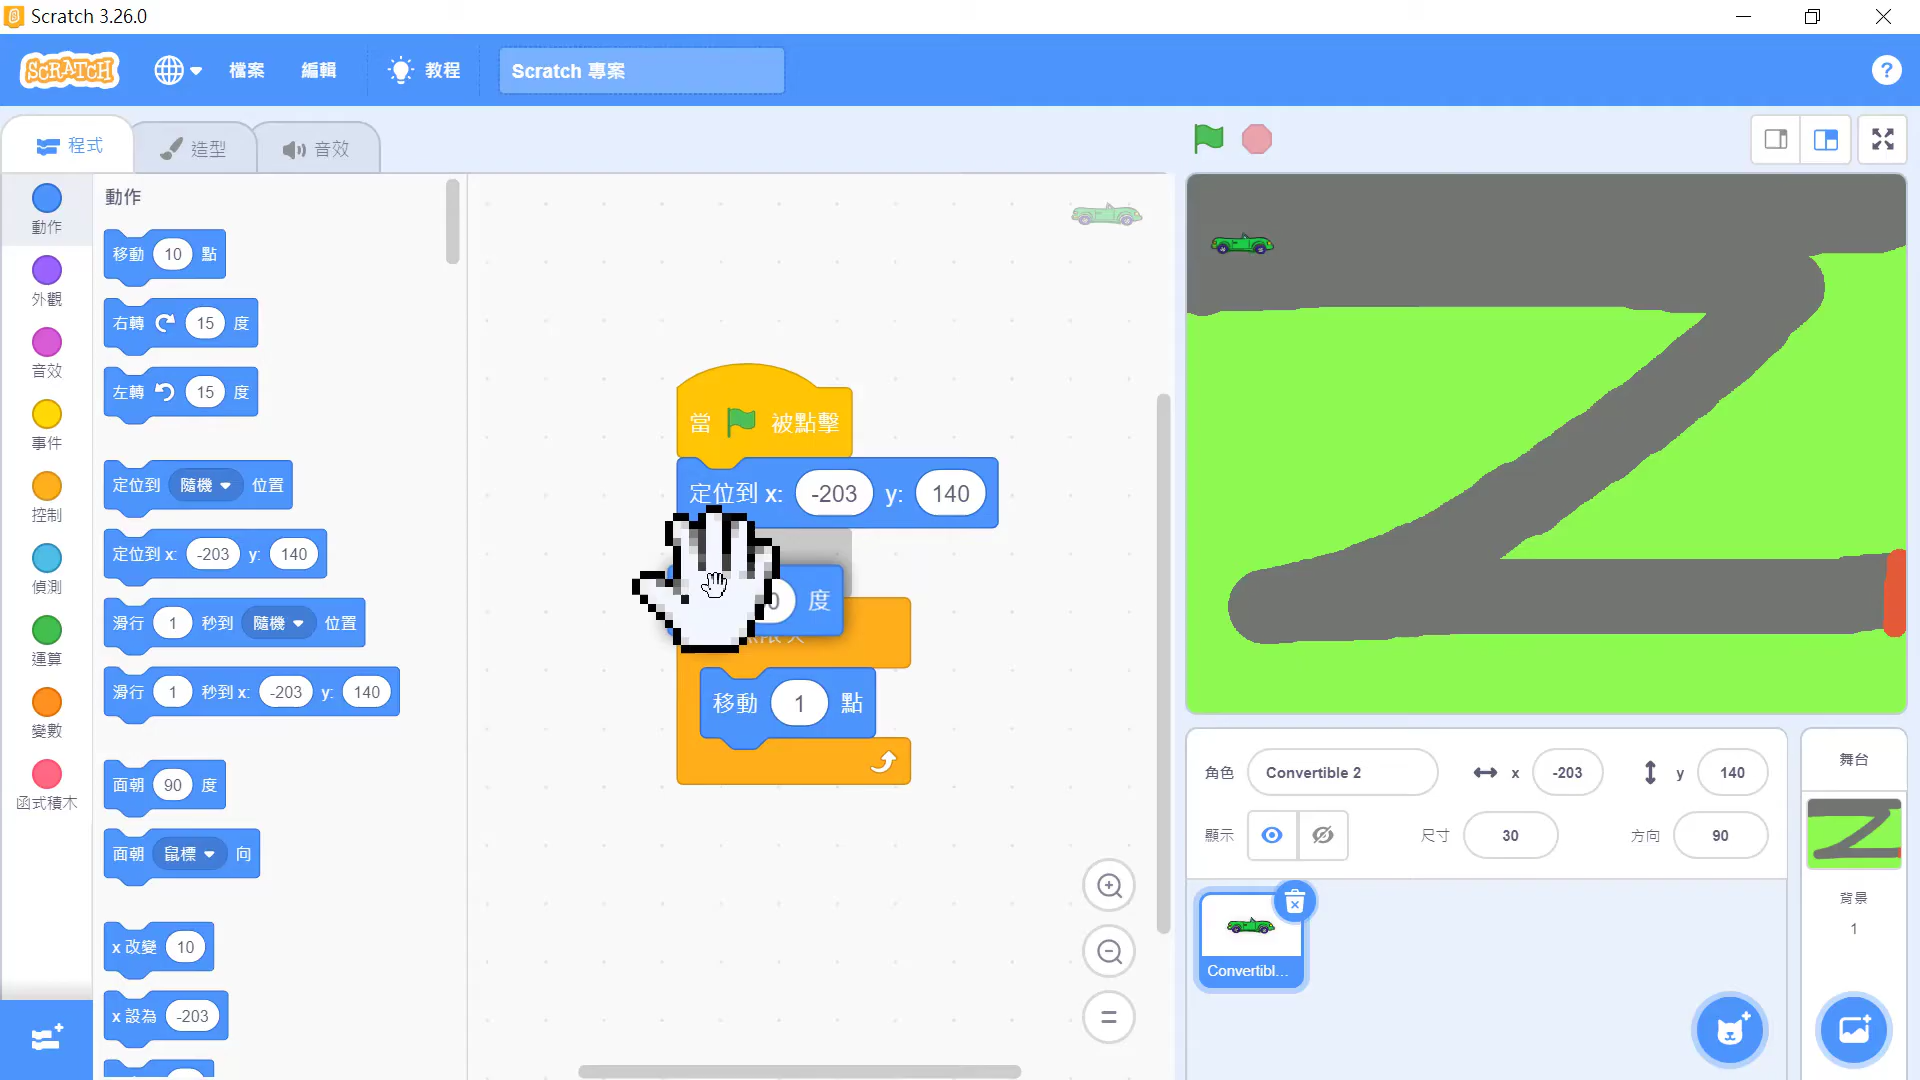 Scratch 3.26.0
SCRATCH
檔案
編輯
教程
Scratch 專案
?
程式
造型
音效
動作
外觀
音效
事件
控制
偵測
運算
變數
函式積木
動作
移動 10 點
右轉 15 度
左轉 15 度
定位到 隨機 位置
定位到 x: -203 y: 140
滑行 1 秒到 隨機 位置
滑行 1 秒到 x: -203 y: 140
面朝 90 度
面朝 鼠標 向
x 改變 10
x 設為 -203
當 被點擊
定位到 x: -203 y: 140
0 度
移動 1 點
角色 Convertible 2
x -203
y 140
顯示
尺寸 30
方向 90
Convertibl...
舞台
背景
1